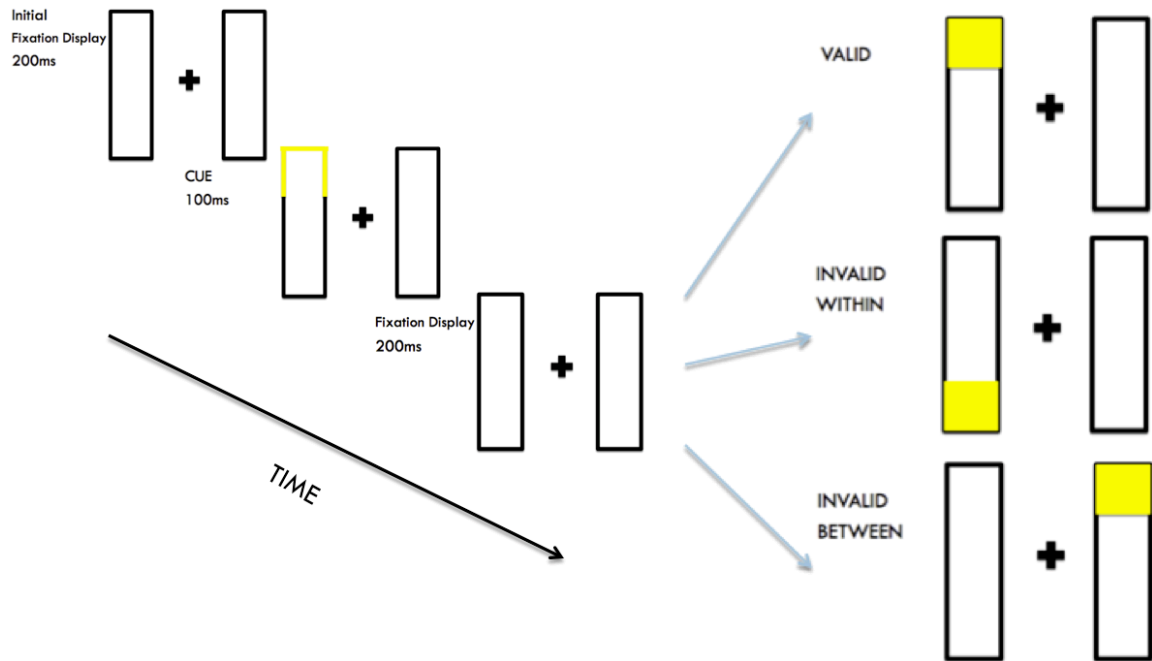 Initial
Fixation Display
200ms
CUE
100ms
Fixation Display
200ms
TIME
VALID
INVALID
WITHIN
INVALID
BETWEEN